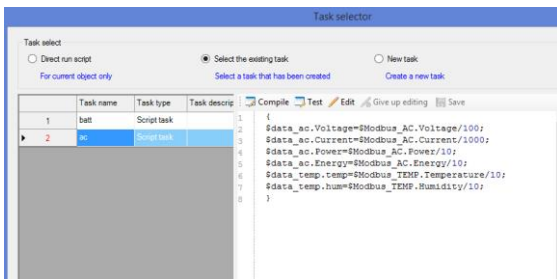 Task selector
Task select
Direct run script
Select the existing task
New task
For current object only
Select a task that has been created
Create a new task
Task name Task type Task descrip
1 batt Script task
2 ac Script task
Compile Test Edit Give up editing Save
1 {
2 $data_ac.Voltage=$Modbus_AC.Voltage/100;
3 $data_ac.Current=$Modbus_AC.Current/1000;
4 $data_ac.Power=$Modbus_AC.Power/10;
5 $data_ac.Energy=$Modbus_AC.Energy/10;
6 $data_temp.temp=$Modbus_TEMP.Temperature/10;
7 $data_temp.hum=$Modbus_TEMP.Humidity/10;
8 }